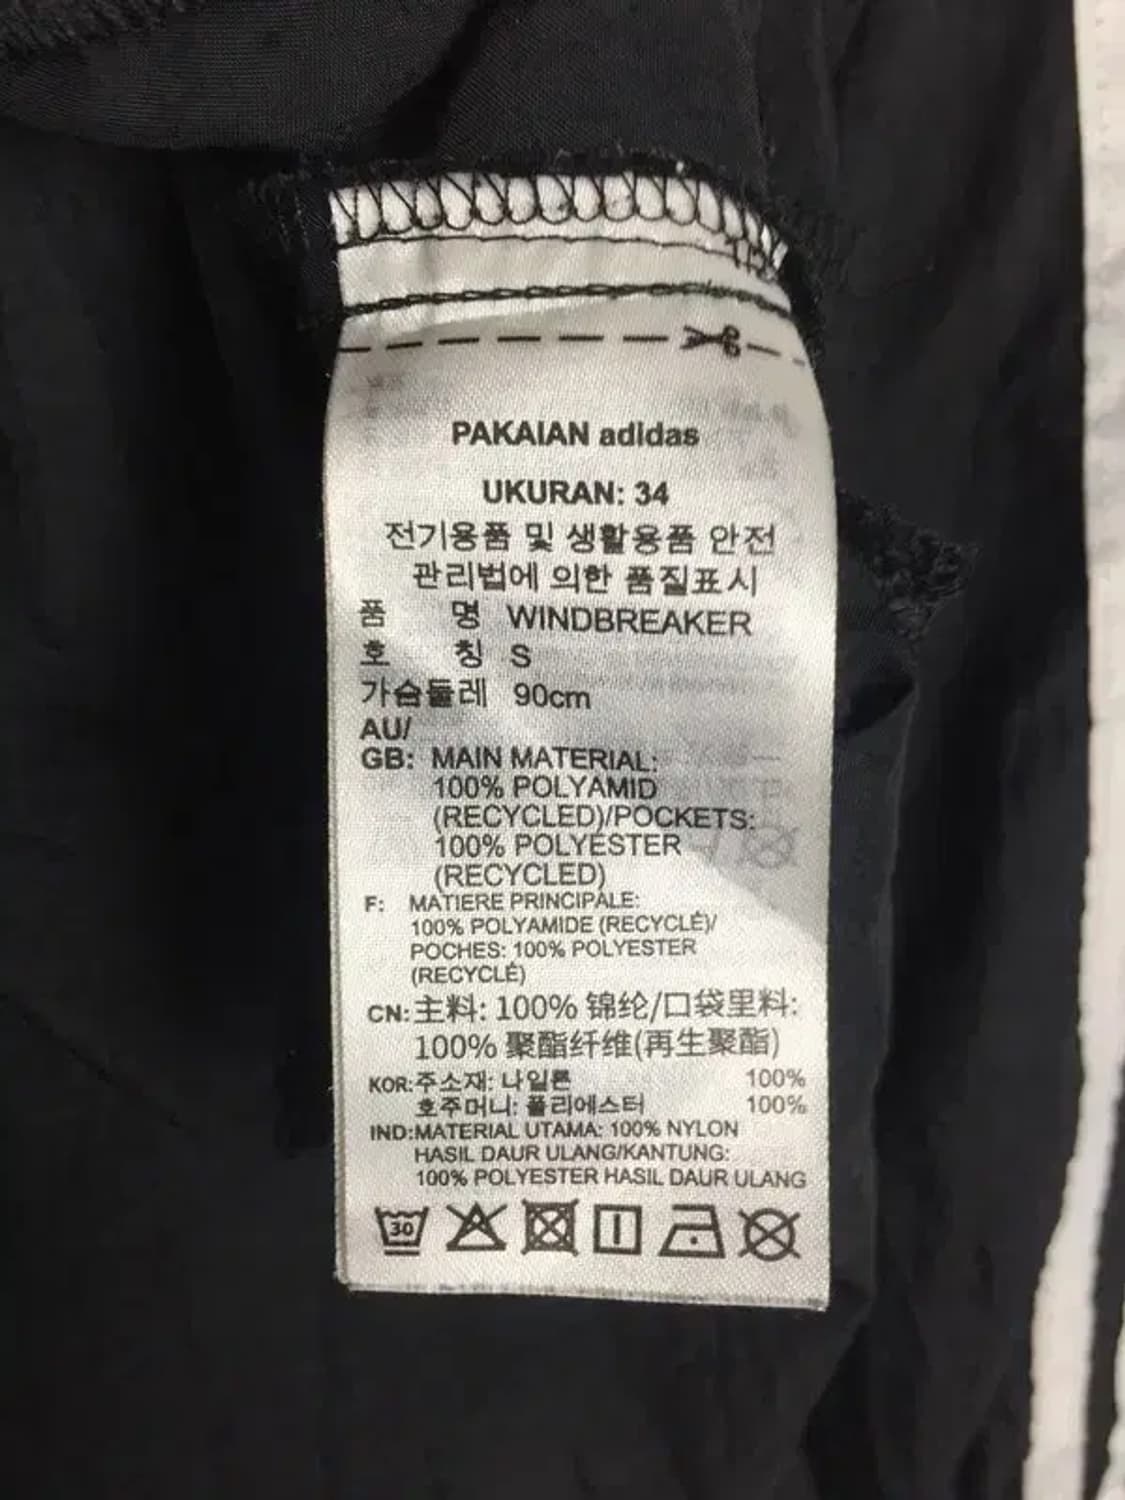 PAKAIAN adidas
UKURAN: 34
전기용품 및 생활용품 안전
관리법에 의한 품질표시
품 명 WINDBREAKER
호 칭 S
가슴둘레 90cm
AU/
GB: MAIN MATERIAL:
100% POLYAMID
(RECYCLED)/POCKETS:
100% POLYESTER
(RECYCLED)
F: MATIERE PRINCIPALE:
100% POLYAMIDE (RECYCLÉ)/
POCHES: 100% POLYESTER
(RECYCLÉ)
CN: 主料: 100% 锦纶/口袋里料:
100% 聚酯纤维(再生聚酯)
KOR: 주소재: 나일론 100%
호주머니: 폴리에스터 100%
IND: MATERIAL UTAMA: 100% NYLON
HASIL DAUR ULANG/KANTUNG:
100% POLYESTER HASIL DAUR ULANG
30